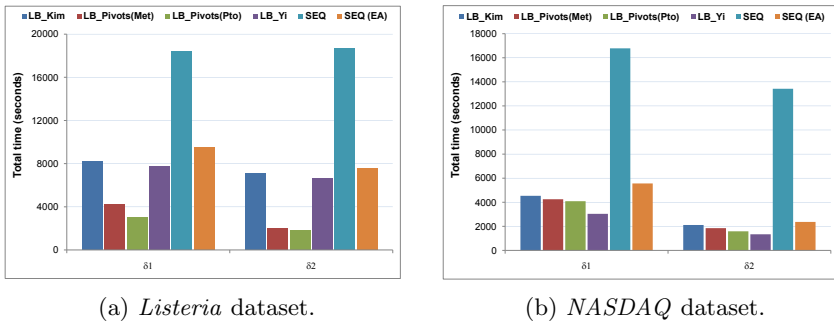 LB_Kim LB_Pivots(Met) LB_Pivots(Pto) LB_Yi SEQ SEQ (EA)
Total time (seconds)
20000
16000
12000
8000
4000
0
δ1 δ2
(a) Listeria dataset.
LB_Kim LB_Pivots(Met) LB_Pivots(Pto) LB_Yi SEQ SEQ (EA)
Total time (seconds)
18000
16000
14000
12000
10000
8000
6000
4000
2000
0
δ1 δ2
(b) NASDAQ dataset.